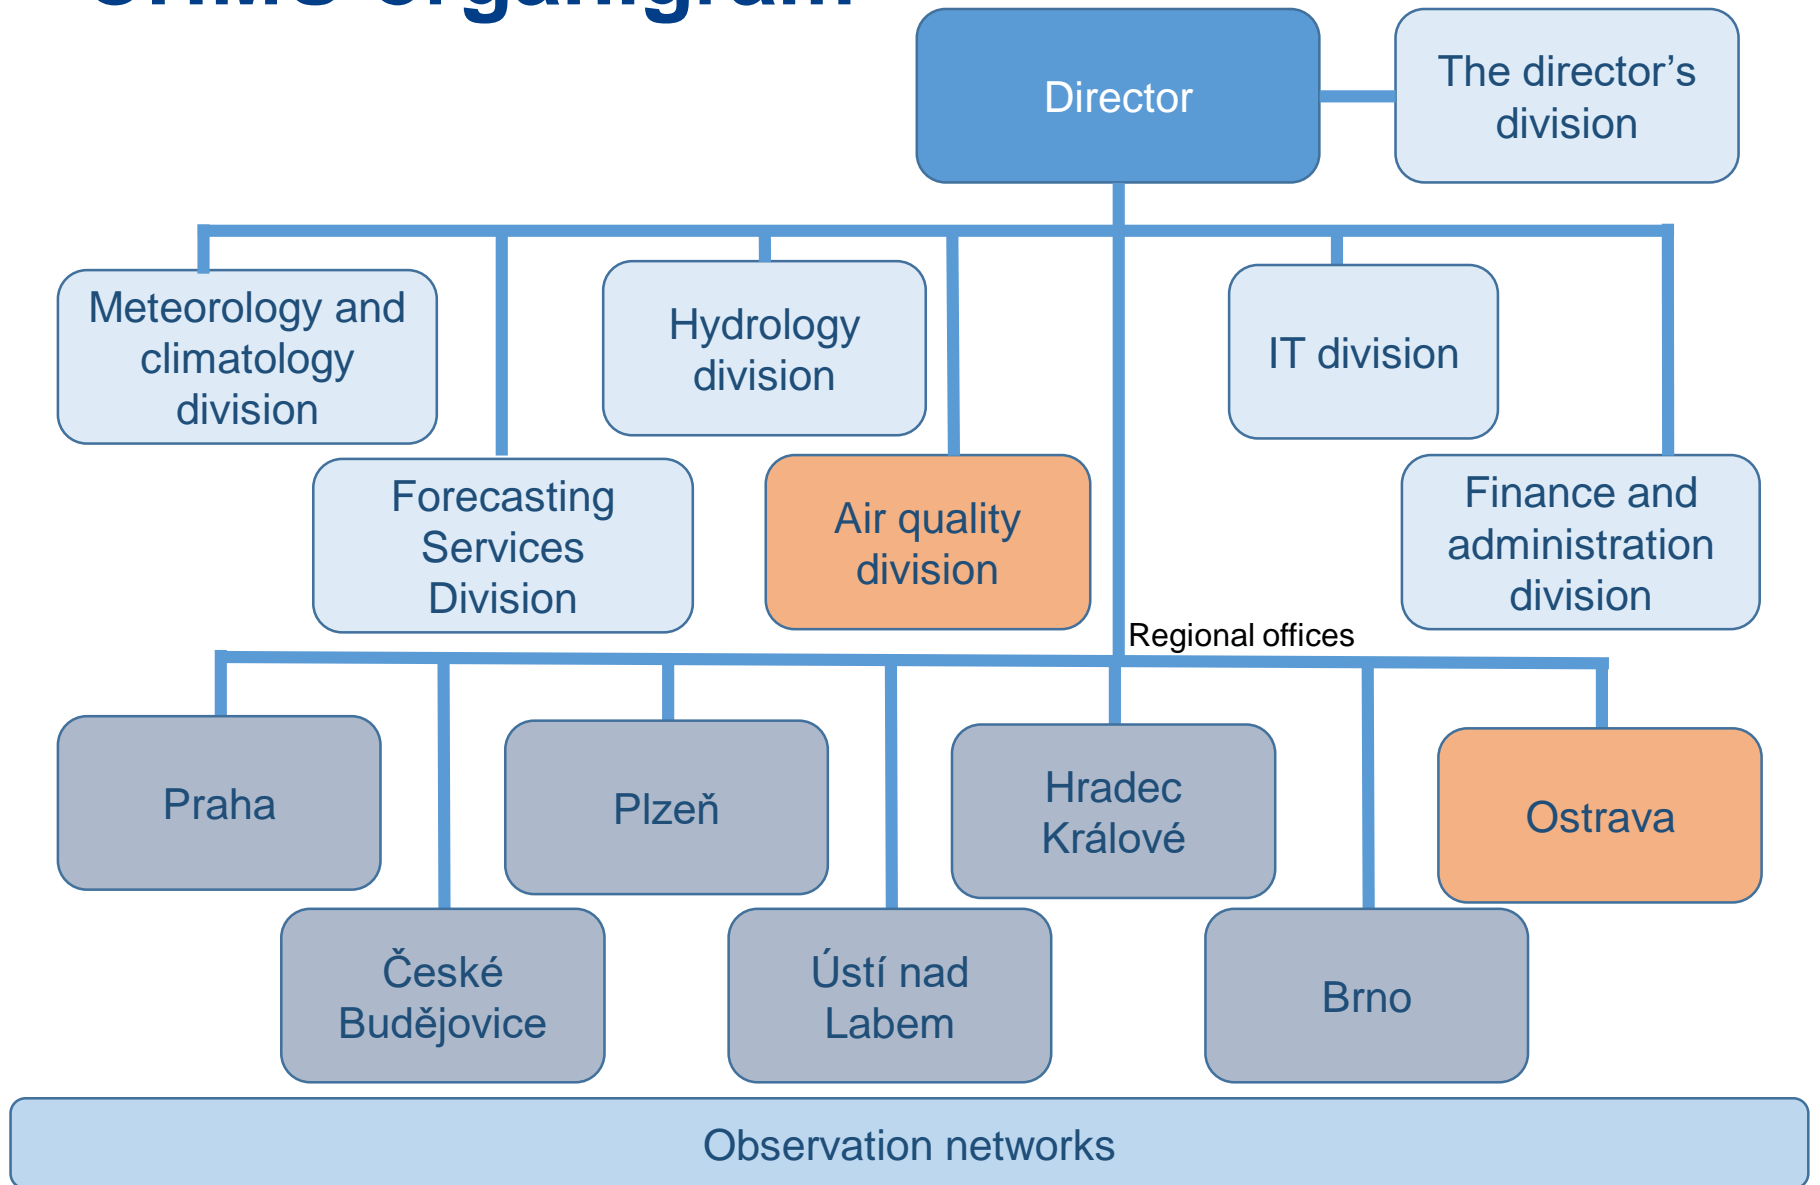 organigram
Director
The director’s
division
Meteorology and
climatology
division
Hydrology
division
IT division
Forecasting
Services
Division
Air quality
division
Finance and
administration
division
Regional offices
Praha
Plzeň
Hradec
Králové
Ostrava
České
Budějovice
Ústí nad
Labem
Brno
Observation networks